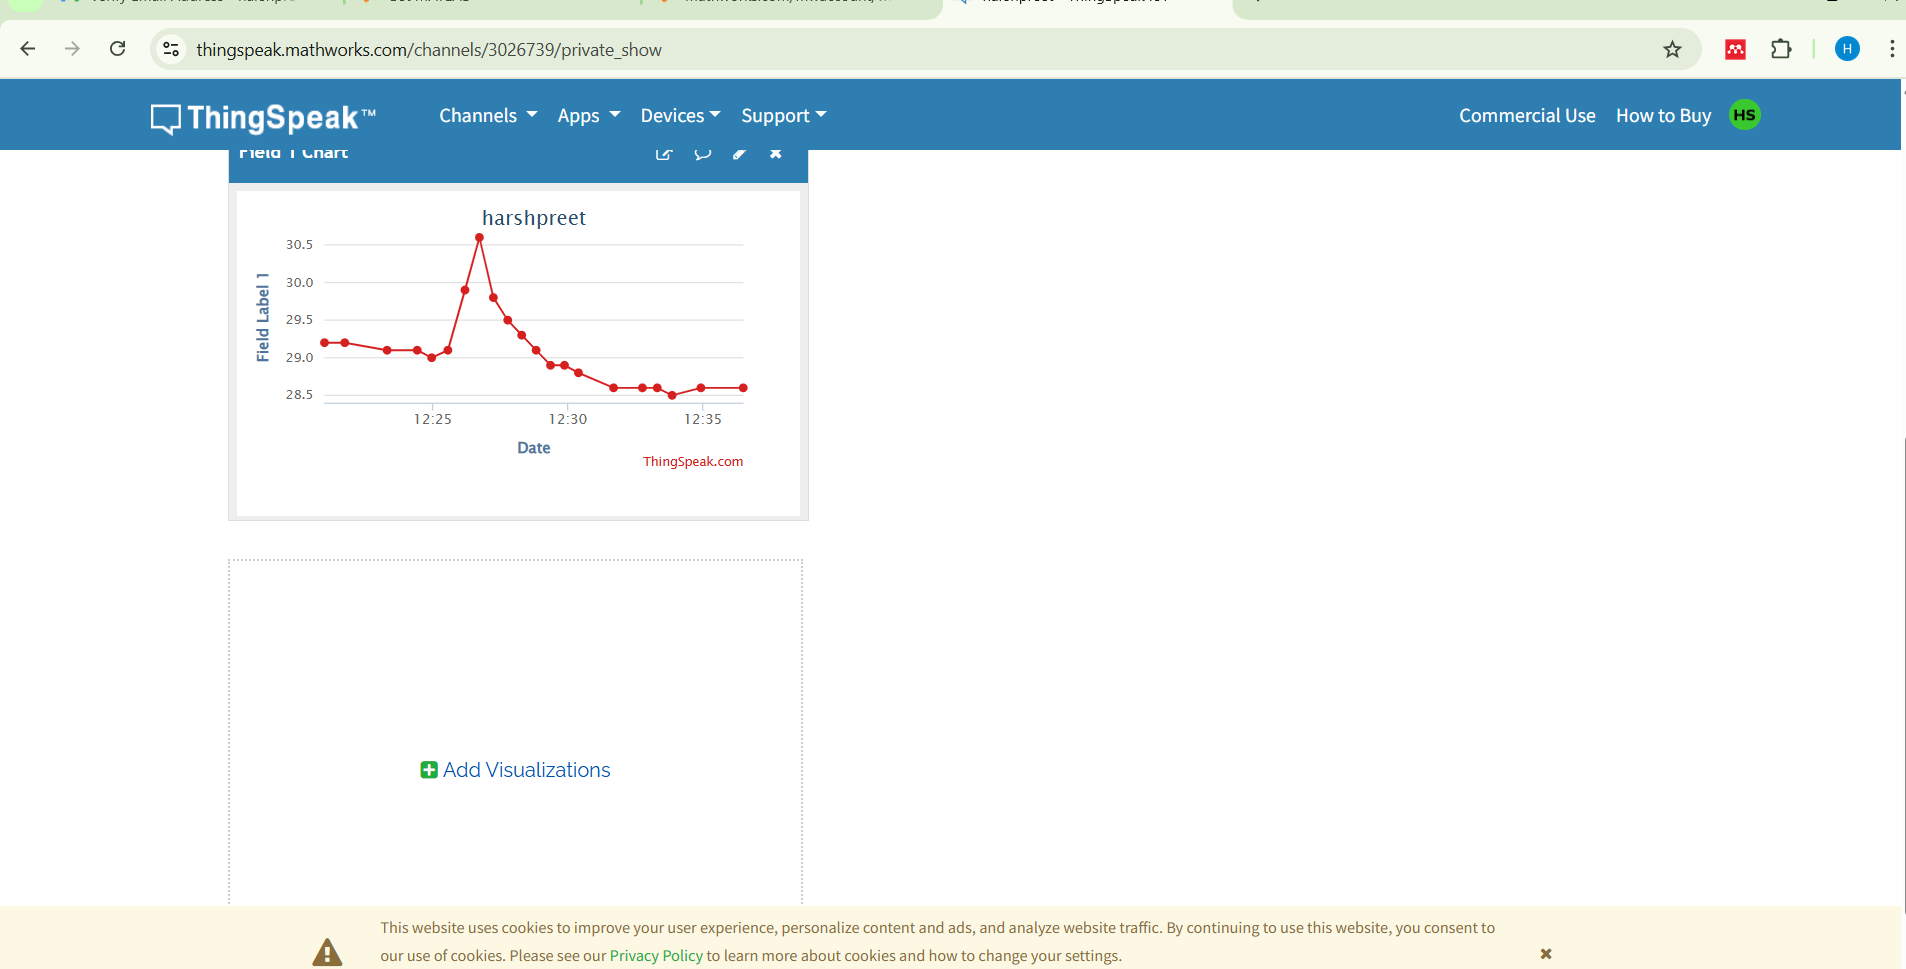 thingspeak.mathworks.com/channels/3026739/private_show
H
ThingSpeak™
Channels Apps Devices Support
Commercial Use How to Buy HS
Field 1 Chart
harshpreet
30.5
30.0
29.5
29.0
28.5
Field Label 1
12:25 12:30 12:35
Date
ThingSpeak.com
Add Visualizations
This website uses cookies to improve your user experience, personalize content and ads, and analyze website traffic. By continuing to use this website, you consent to
our use of cookies. Please see our Privacy Policy to learn more about cookies and how to change your settings.